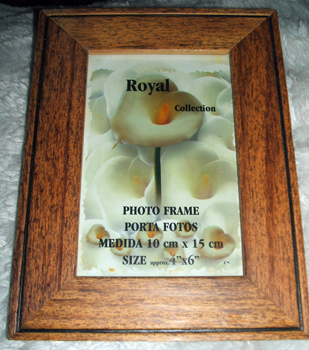 Royal
Collection
PHOTO FRAME
PORTA FOTOS
MEDIDA 10 cm x 15 cm
SIZE approx. 4"x6"